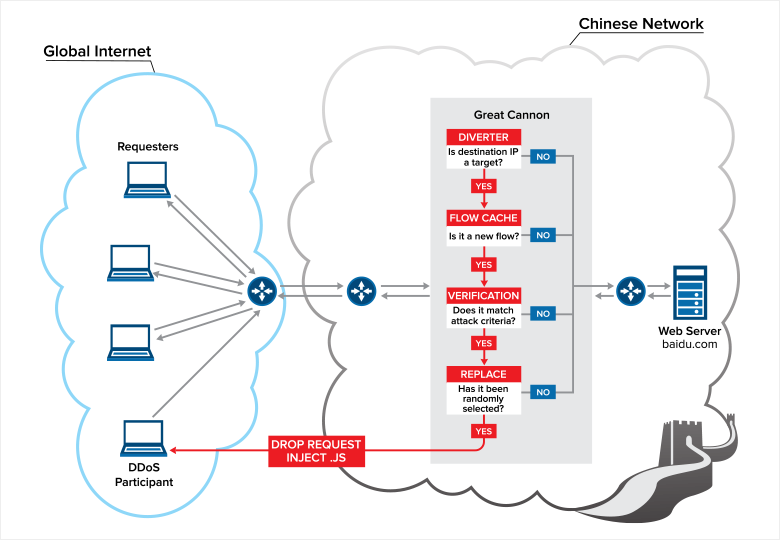 Chinese Network
Global Internet
Requesters
DDoS
Participant
Great Cannon
DIVERTER
Is destination IP
a target?
NO
YES
FLOW CACHE
Is it a new flow?
NO
YES
VERIFICATION
Does it match
attack criteria?
NO
YES
REPLACE
Has it been
randomly
selected?
NO
YES
DROP REQUEST
INJECT .JS
Web Server
baidu.com